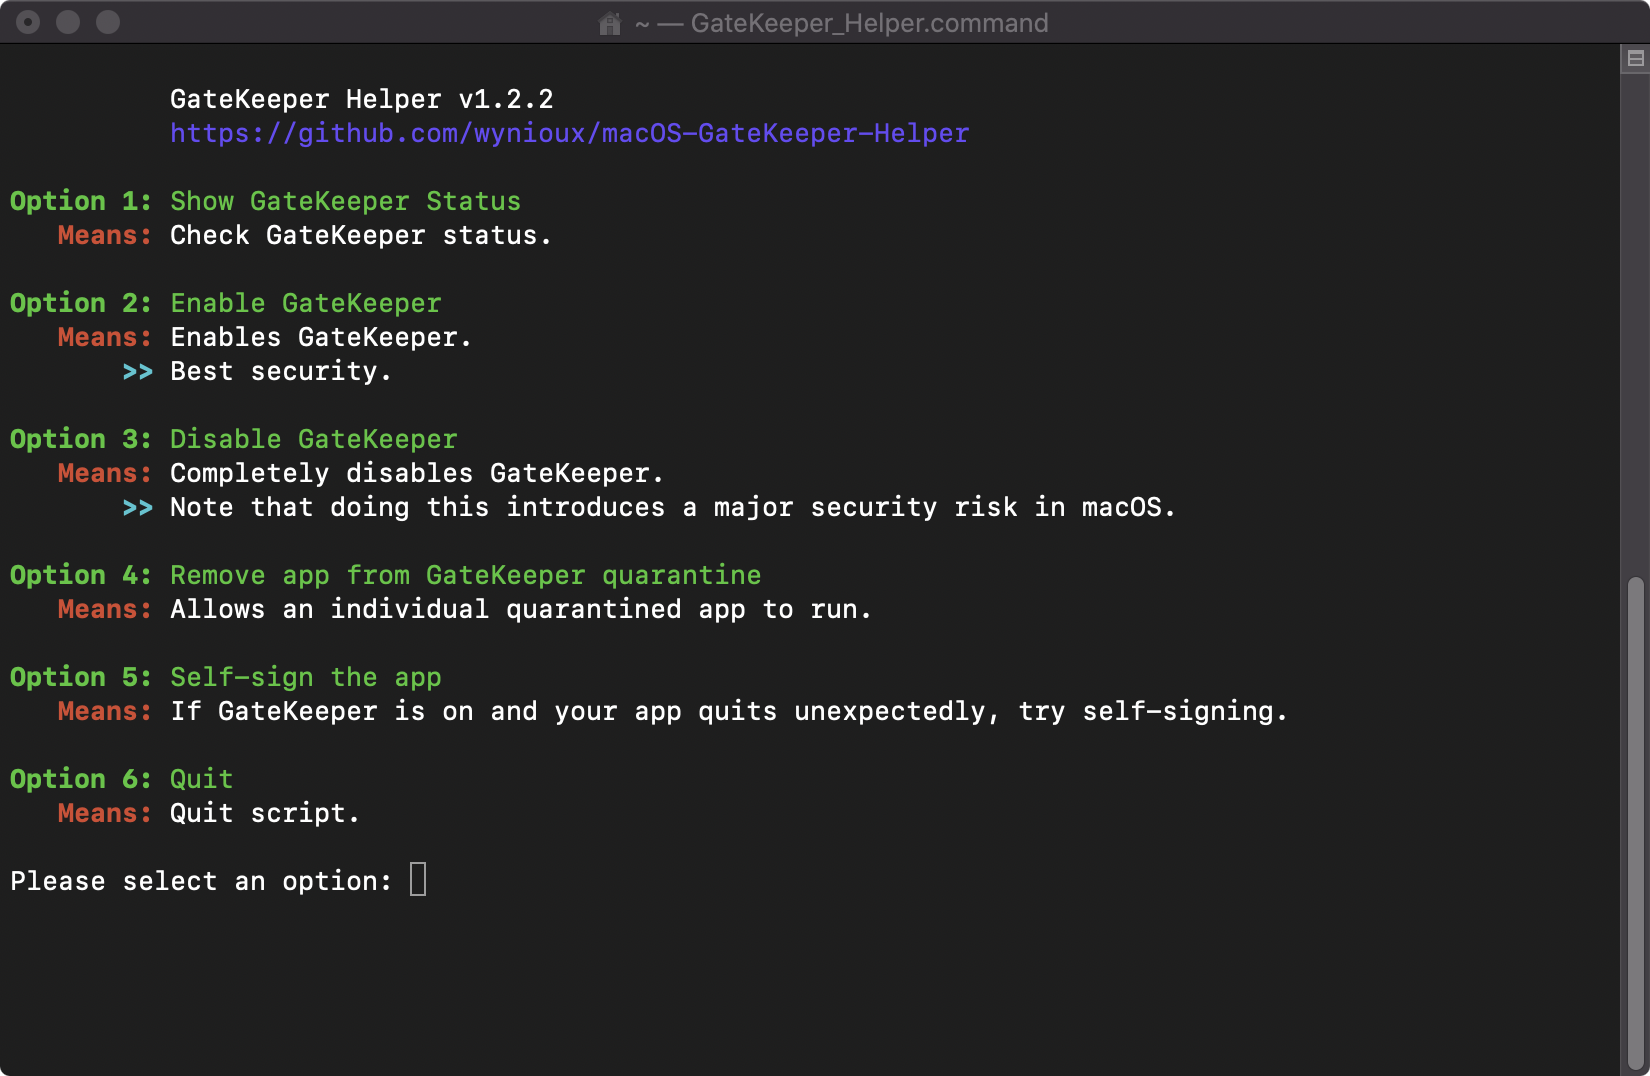 ~ — GateKeeper_Helper.command
GateKeeper Helper v1.2.2
https://github.com/wynioux/macOS-GateKeeper-Helper
Option 1: Show GateKeeper Status
Means: Check GateKeeper status.
Option 2: Enable GateKeeper
Means: Enables GateKeeper.
>> Best security.
Option 3: Disable GateKeeper
Means: Completely disables GateKeeper.
>> Note that doing this introduces a major security risk in macOS.
Option 4: Remove app from GateKeeper quarantine
Means: Allows an individual quarantined app to run.
Option 5: Self-sign the app
Means: If GateKeeper is on and your app quits unexpectedly, try self-signing.
Option 6: Quit
Means: Quit script.
Please select an option: